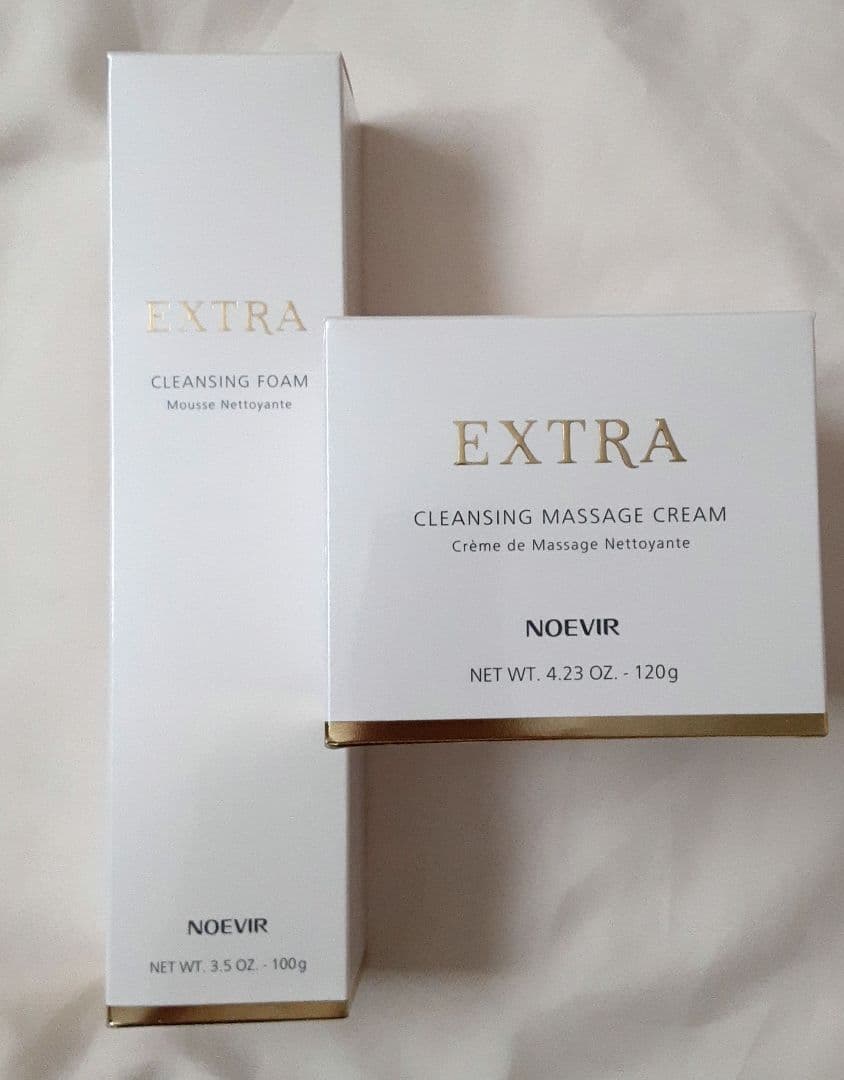 EXTRA
CLEANSING FOAM
Mousse Nettoyante
NOEVIR
NET WT. 3.5 OZ. - 100g
EXTRA
CLEANSING MASSAGE CREAM
Crème de Massage Nettoyante
NOEVIR
NET WT. 4.23 OZ. - 120g